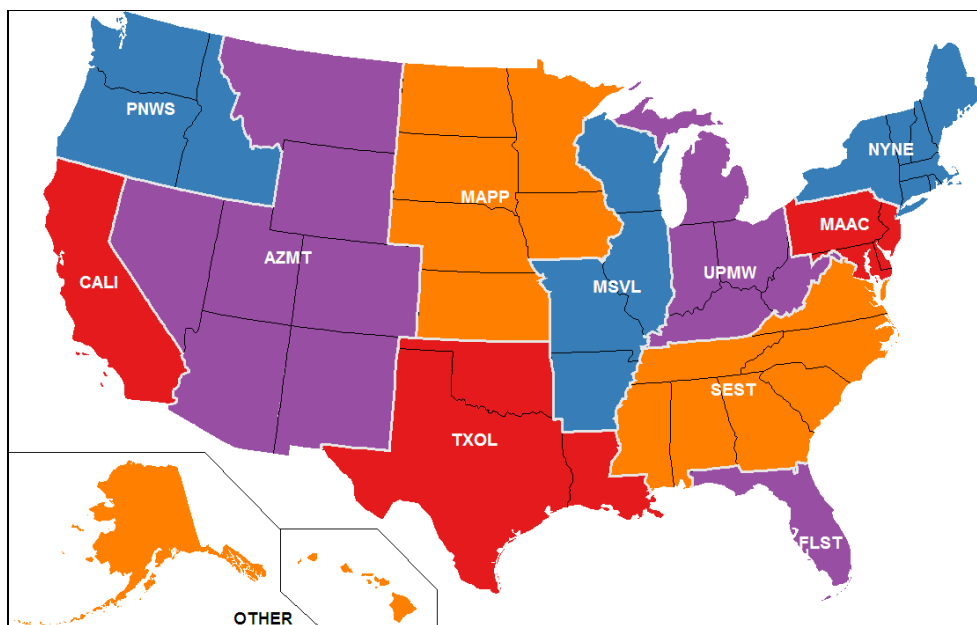 PNWS
NYNE
MAPP
MAAC
AZMT
UPMW
CALI
MSVL
SEST
TXOL
FLST
OTHER